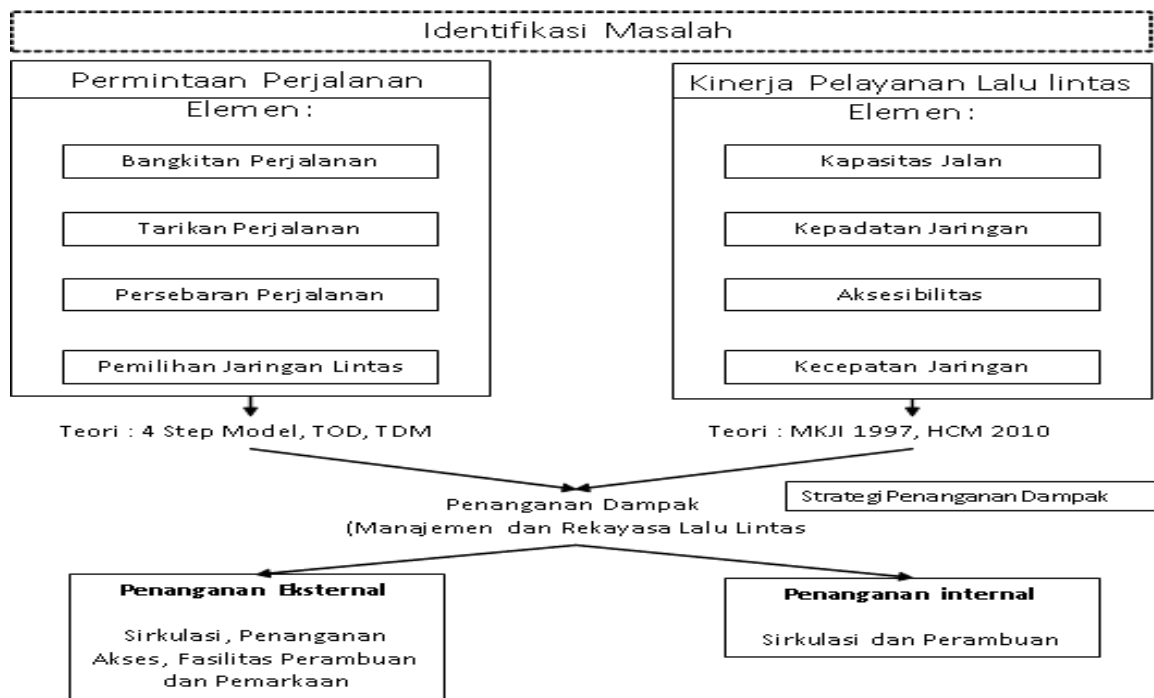 Identifikasi Masalah
Permintaan Perjalanan
Elemen :
Bangkitan Perjalanan
Tarikan Perjalanan
Persebaran Perjalanan
Pemilihan Jaringan Lintas
Teori : 4 Step Model, TOD, TDM
Kinerja Pelayanan Lalu lintas
Elemen :
Kapasitas Jalan
Kepadatan Jaringan
Aksesibilitas
Kecepatan Jaringan
Teori : MKJI 1997, HCM 2010
Strategi Penanganan Dampak
Penanganan Dampak
(Manajemen dan Rekayasa Lalu Lintas
Penanganan Eksternal
Sirkulasi, Penanganan
Akses, Fasilitas Perambuan
dan Pemarkaan
Penanganan internal
Sirkulasi dan Perambuan